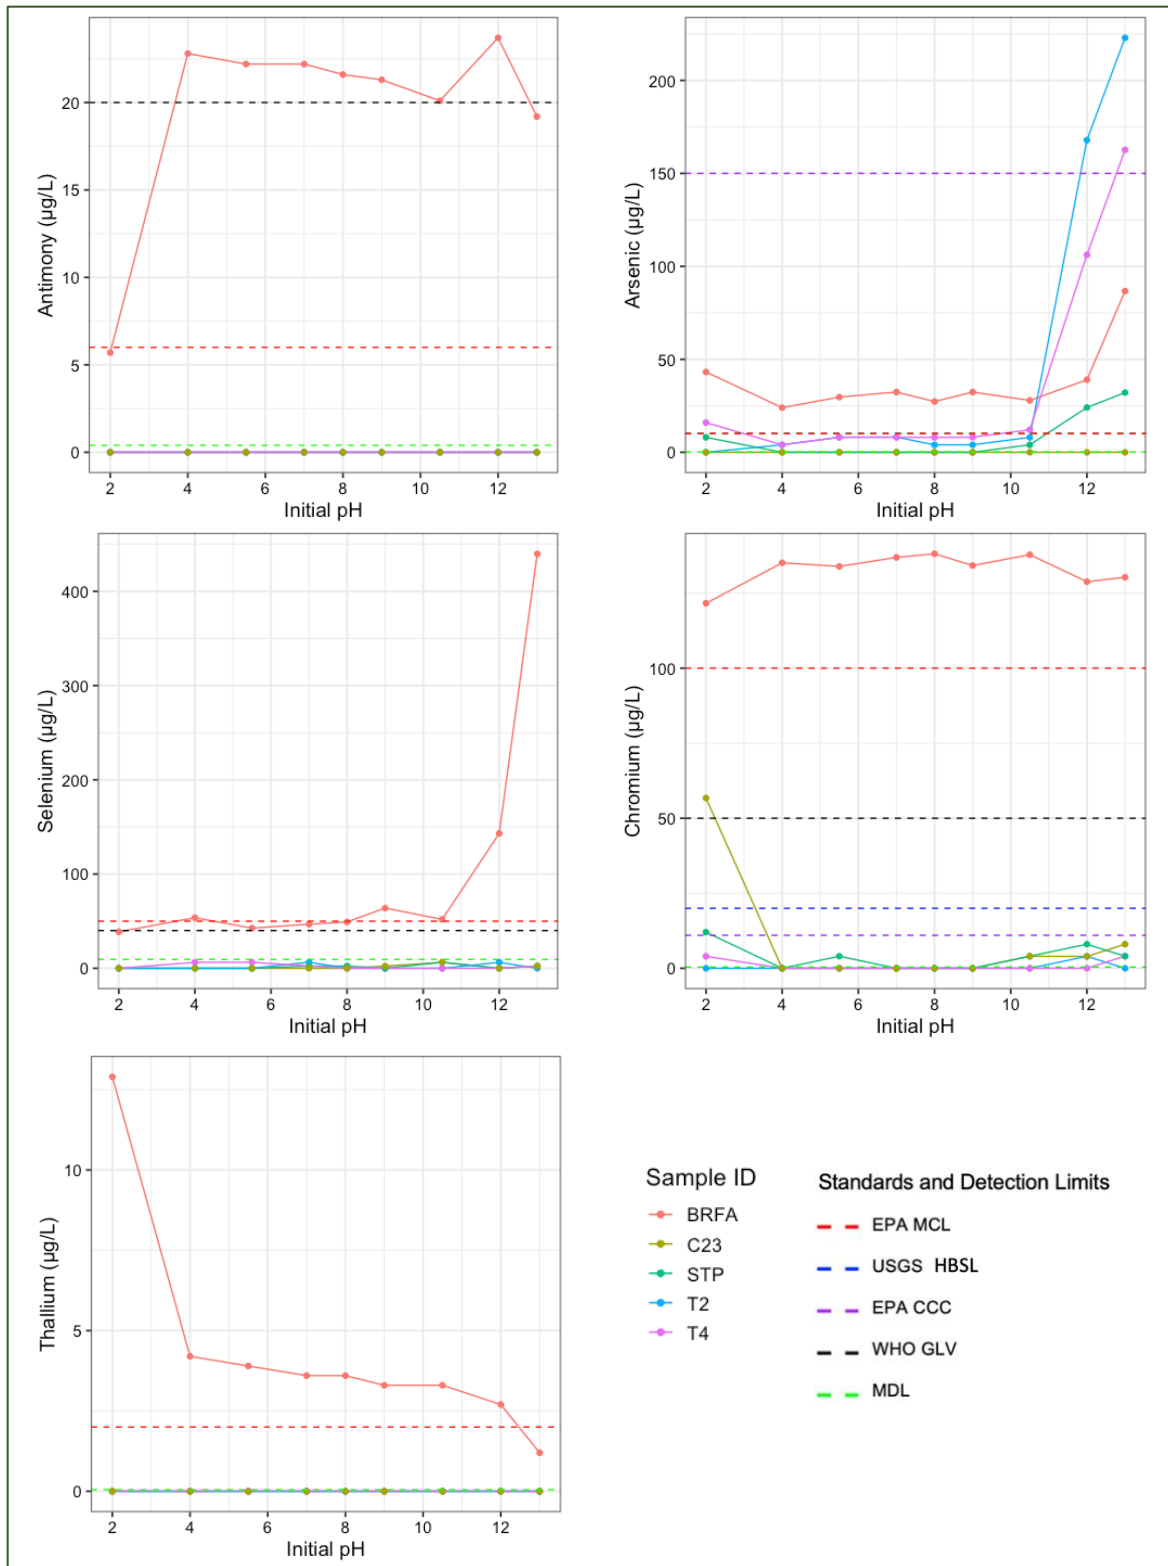 Antimony (µg/L)
20
15
10
5
0
2 4 6 8 10 12
Initial pH
Arsenic (µg/L)
200
150
100
50
0
2 4 6 8 10 12
Initial pH
Selenium (µg/L)
400
300
200
100
0
2 4 6 8 10 12
Initial pH
Chromium (µg/L)
100
50
0
2 4 6 8 10 12
Initial pH
Thallium (µg/L)
10
5
0
2 4 6 8 10 12
Initial pH
Sample ID
BRFA
C23
STP
T2
T4
Standards and Detection Limits
EPA MCL
USGS HBSL
EPA CCC
WHO GLV
MDL